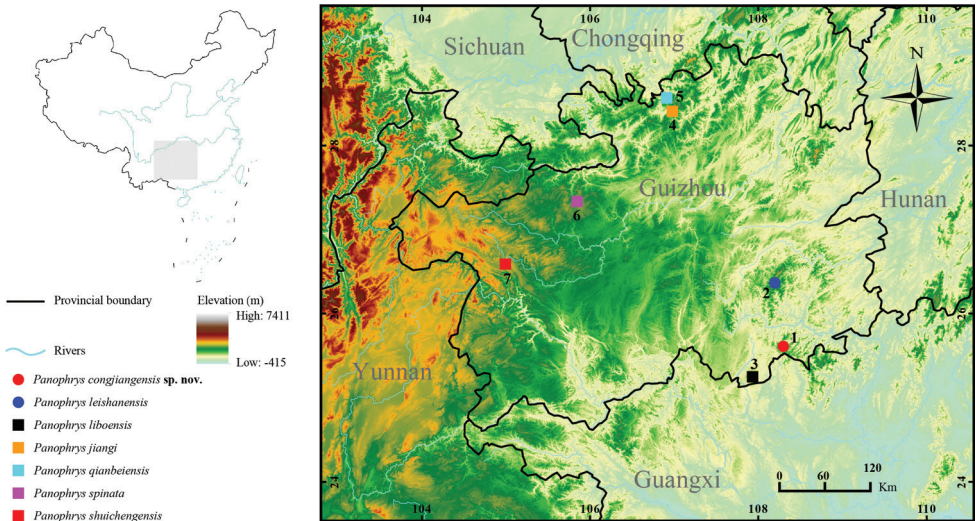 Provincial boundary
Rivers
Elevation (m)
High: 7411
Low: -415
Panophrys congjiangensis sp. nov.
Panophrys leishanensis
Panophrys liboensis
Panophrys jiangi
Panophrys qianbeiensis
Panophrys spinata
Panophrys shuichengensis
104 106 108 110
Sichuan Chongqing
N
5
4
28 28
Guizhou
Hunan
6
7
2
26 26
1
3
Yunnan
Guangxi
0 60 120
Km
24 24
104 106 108 110